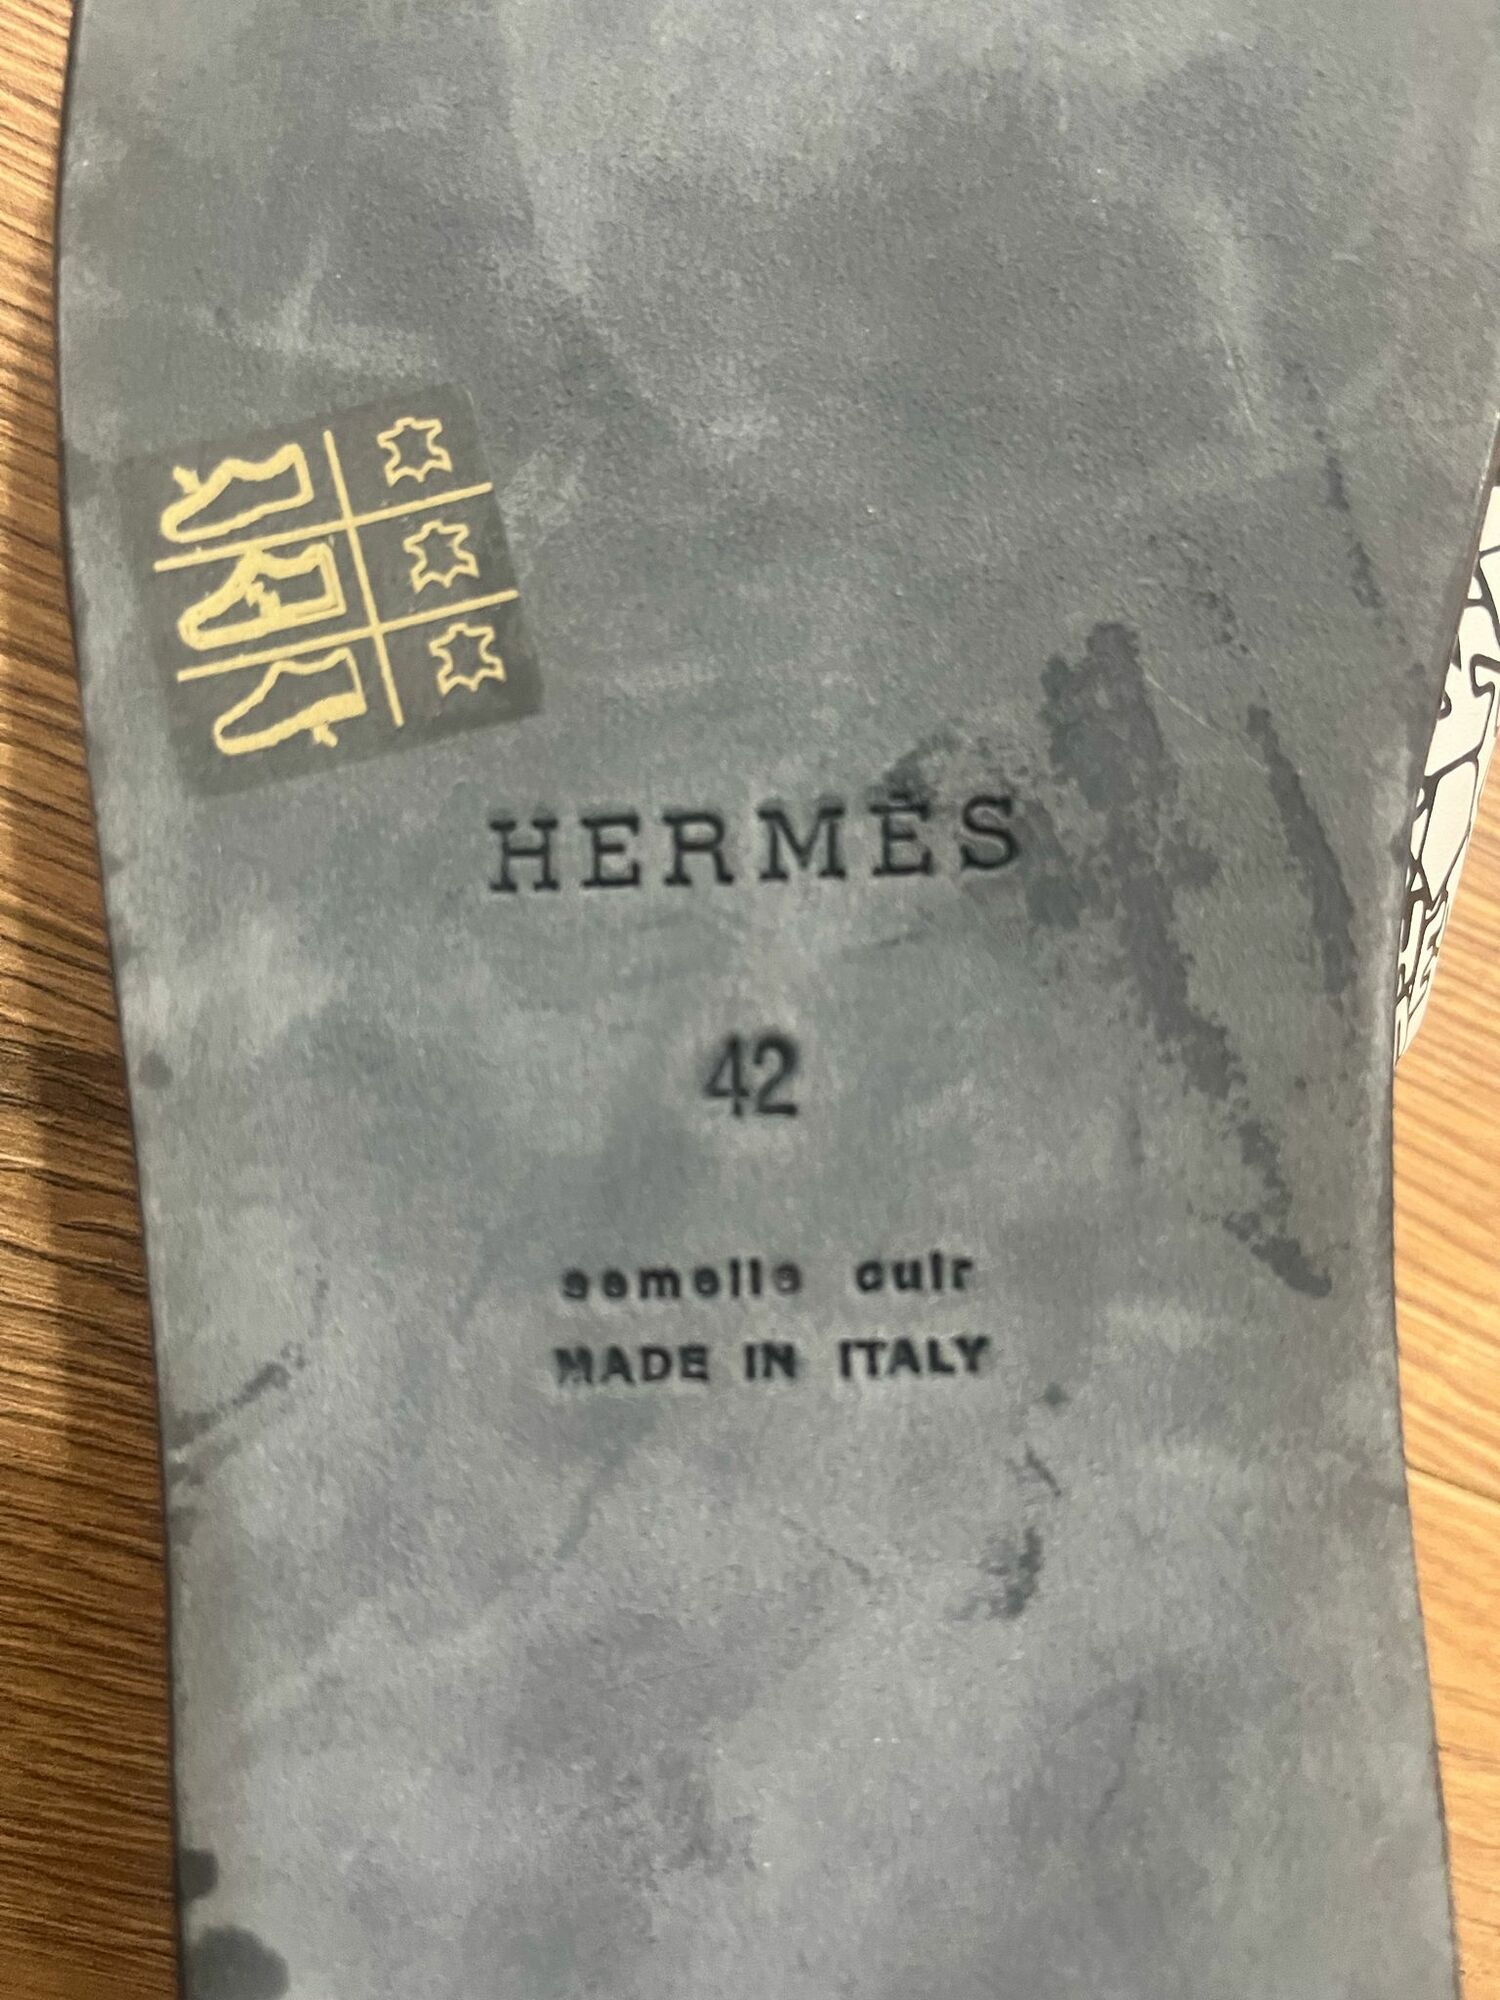 HERMÈS
42
semelle cuir
MADE IN ITALY